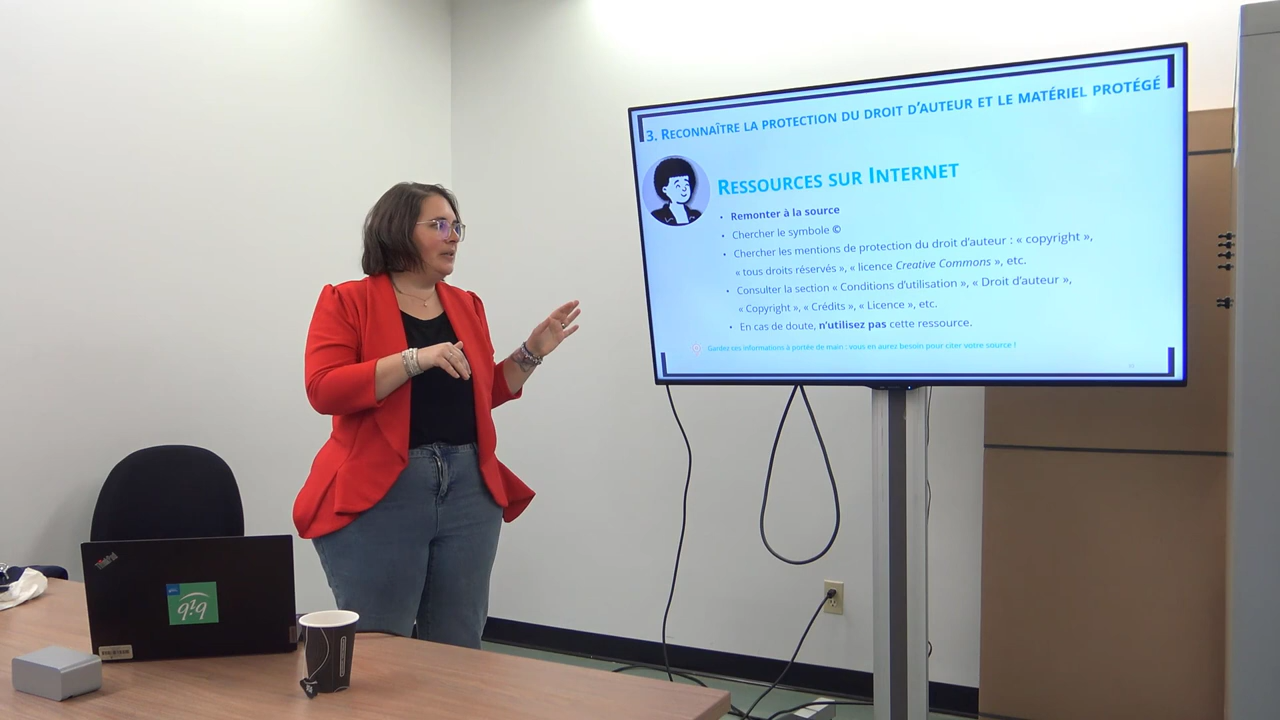 3. RECONNAÎTRE LA PROTECTION DU DROIT D'AUTEUR ET LE MATÉRIEL PROTÉGÉ
RESSOURCES SUR INTERNET
• Remonter à la source
• Chercher le symbole ©
• Chercher les mentions de protection du droit d'auteur : « copyright »,
« tous droits réservés », « licence Creative Commons », etc.
• Consulter la section « Conditions d'utilisation », « Droit d'auteur »,
« Copyright », « Crédits », « Licence », etc.
• En cas de doute, n'utilisez pas cette ressource.
Gardez ces informations à portée de main : vous en aurez besoin pour citer votre source !
ThinkPad
bib